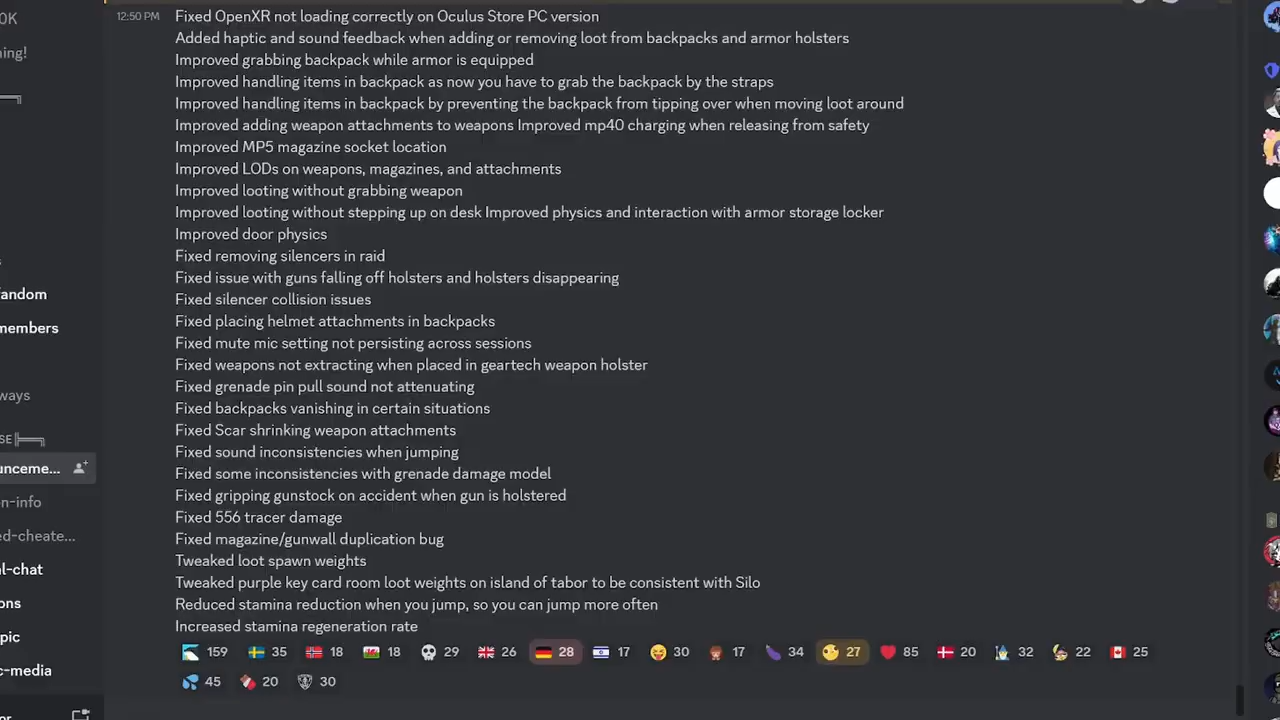 OK
ning!
fandom
members
ways
SE
unceme...
n-info
ed-cheate...
al-chat
ons
pic
c-media
or
12:50 PM
Fixed OpenXR not loading correctly on Oculus Store PC version
Added haptic and sound feedback when adding or removing loot from backpacks and armor holsters
Improved grabbing backpack while armor is equipped
Improved handling items in backpack as now you have to grab the backpack by the straps
Improved handling items in backpack by preventing the backpack from tipping over when moving loot around
Improved adding weapon attachments to weapons Improved mp40 charging when releasing from safety
Improved MP5 magazine socket location
Improved LODs on weapons, magazines, and attachments
Improved looting without grabbing weapon
Improved looting without stepping up on desk Improved physics and interaction with armor storage locker
Improved door physics
Fixed removing silencers in raid
Fixed issue with guns falling off holsters and holsters disappearing
Fixed silencer collision issues
Fixed placing helmet attachments in backpacks
Fixed mute mic setting not persisting across sessions
Fixed weapons not extracting when placed in geartech weapon holster
Fixed grenade pin pull sound not attenuating
Fixed backpacks vanishing in certain situations
Fixed Scar shrinking weapon attachments
Fixed sound inconsistencies when jumping
Fixed some inconsistencies with grenade damage model
Fixed gripping gunstock on accident when gun is holstered
Fixed 556 tracer damage
Fixed magazine/gunwall duplication bug
Tweaked loot spawn weights
Tweaked purple key card room loot weights on island of tabor to be consistent with Silo
Reduced stamina reduction when you jump, so you can jump more often
Increased stamina regeneration rate
159 35 18 18 29 26 28 17 30 17 34 27 85 20 32 22 25
45 20 30